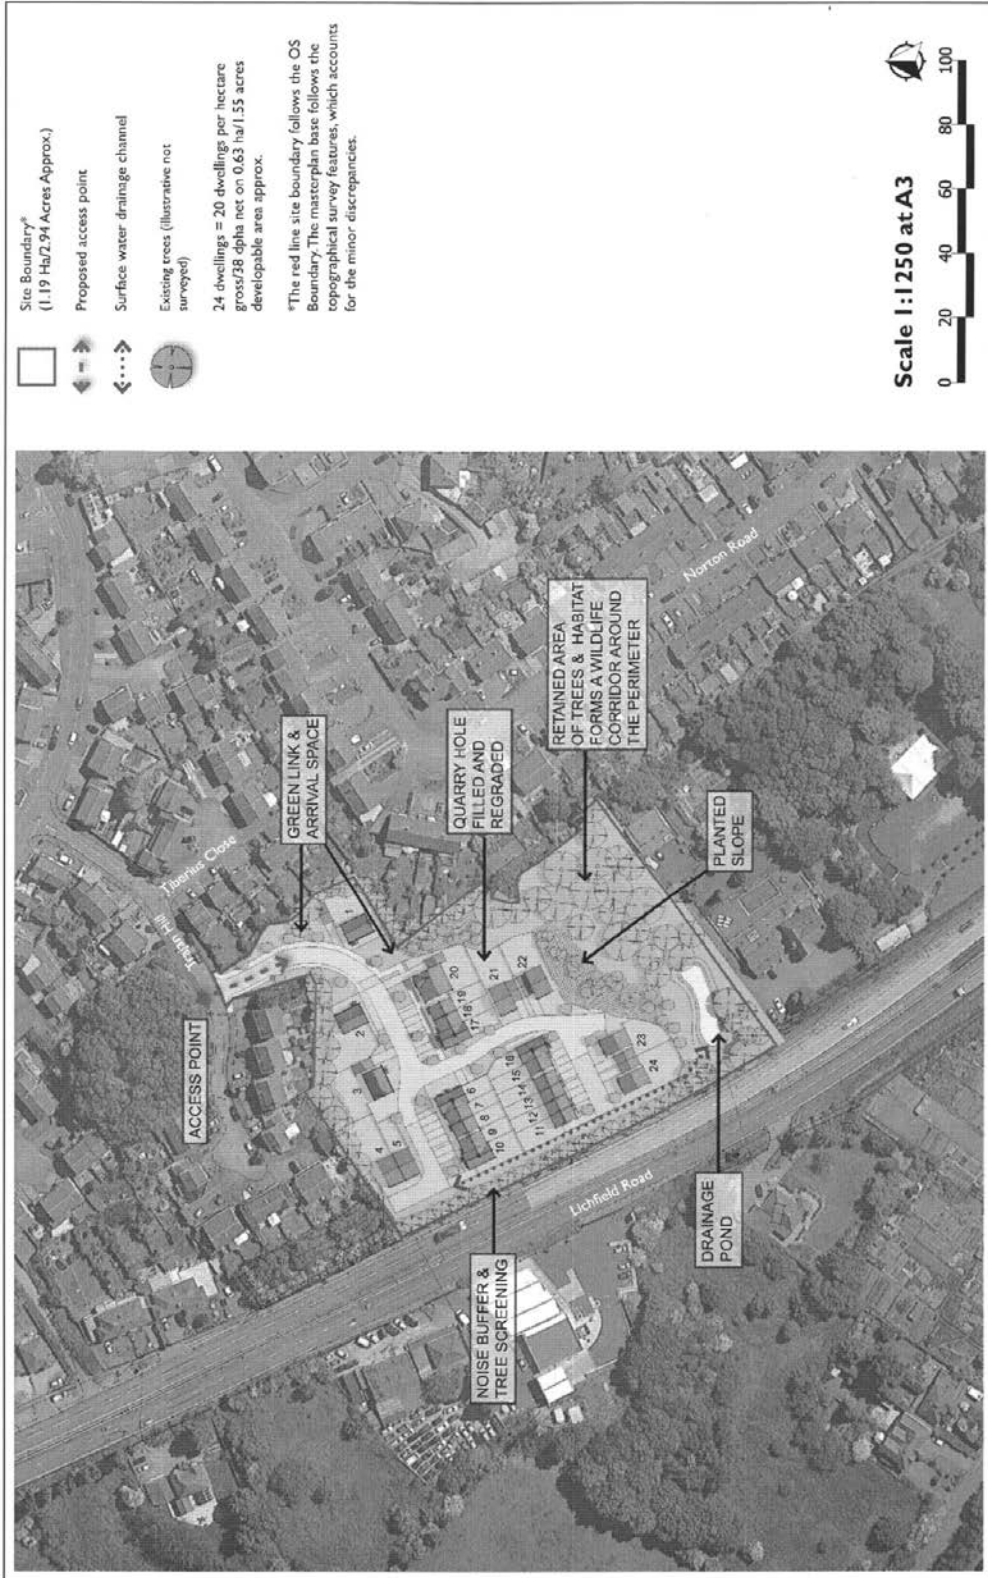 ACCESS POINT
Trajan Hill
Tiberius Close
GREEN LINK &
ARRIVAL SPACE
QUARRY HOLE
FILLED AND
REGRADED
RETAINED AREA
OF TREES & HABITAT
FORMS A WILDLIFE
CORRIDOR AROUND
THE PERIMETER
PLANTED
SLOPE
Norton Road
NOISE BUFFER &
TREE SCREENING
Lichfield Road
DRAINAGE
POND
1
2
3
4
5
6
7
8
9
10
11
12
13
14
15
16
17
18
19
20
21
22
23
24
Site Boundary*
(1.19 Ha/2.94 Acres Approx.)
Proposed access point
Surface water drainage channel
Existing trees (illustrative not
surveyed)
24 dwellings = 20 dwellings per hectare
gross/38 dpha net on 0.63 ha/1.55 acres
developable area approx.
*The red line site boundary follows the OS
Boundary. The masterplan base follows the
topographical survey features, which accounts
for the minor discrepancies.
Scale 1:1250 at A3
0 20 40 60 80 100